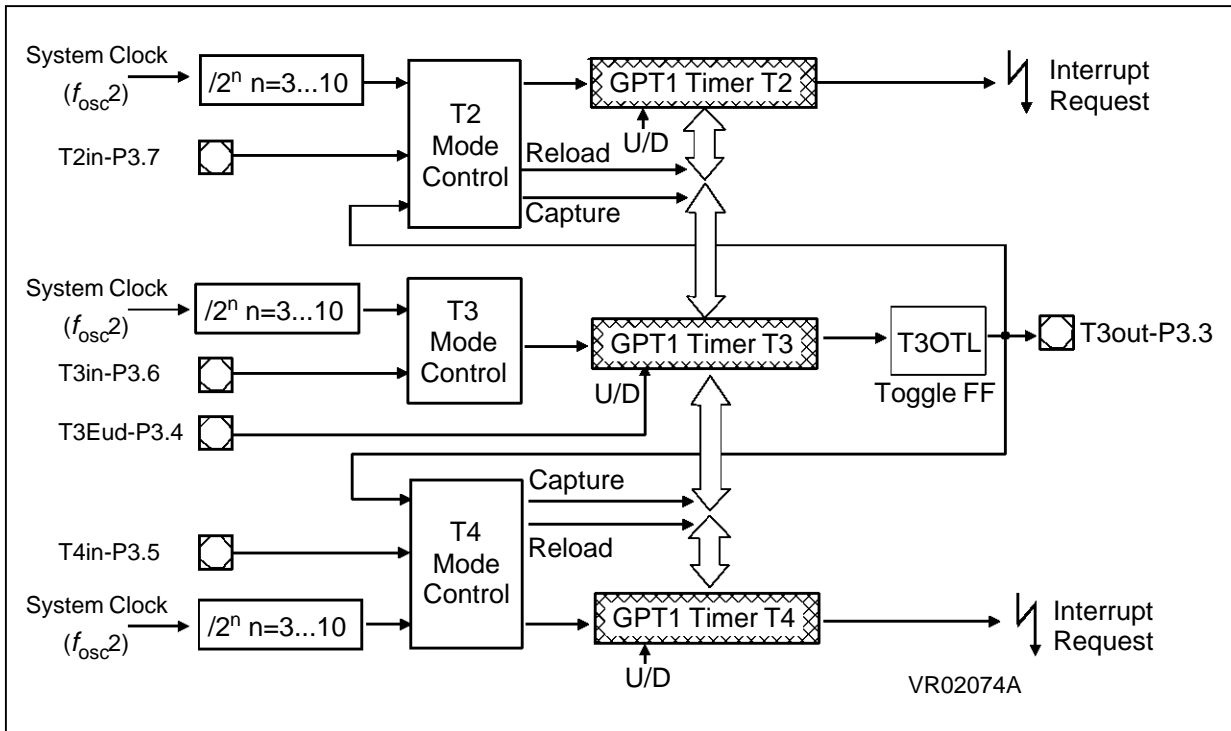 System Clock
(fosc2)
/2ⁿ n=3...10
T2in-P3.7
T2
Mode
Control
GPT1 Timer T2
U/D
Reload
Capture
Interrupt
Request
System Clock
(fosc2)
/2ⁿ n=3...10
T3in-P3.6
T3Eud-P3.4
T3
Mode
Control
GPT1 Timer T3
U/D
T3OTL
Toggle FF
T3out-P3.3
T4in-P3.5
System Clock
(fosc2)
/2ⁿ n=3...10
T4
Mode
Control
Capture
Reload
GPT1 Timer T4
U/D
Interrupt
Request
VR02074A